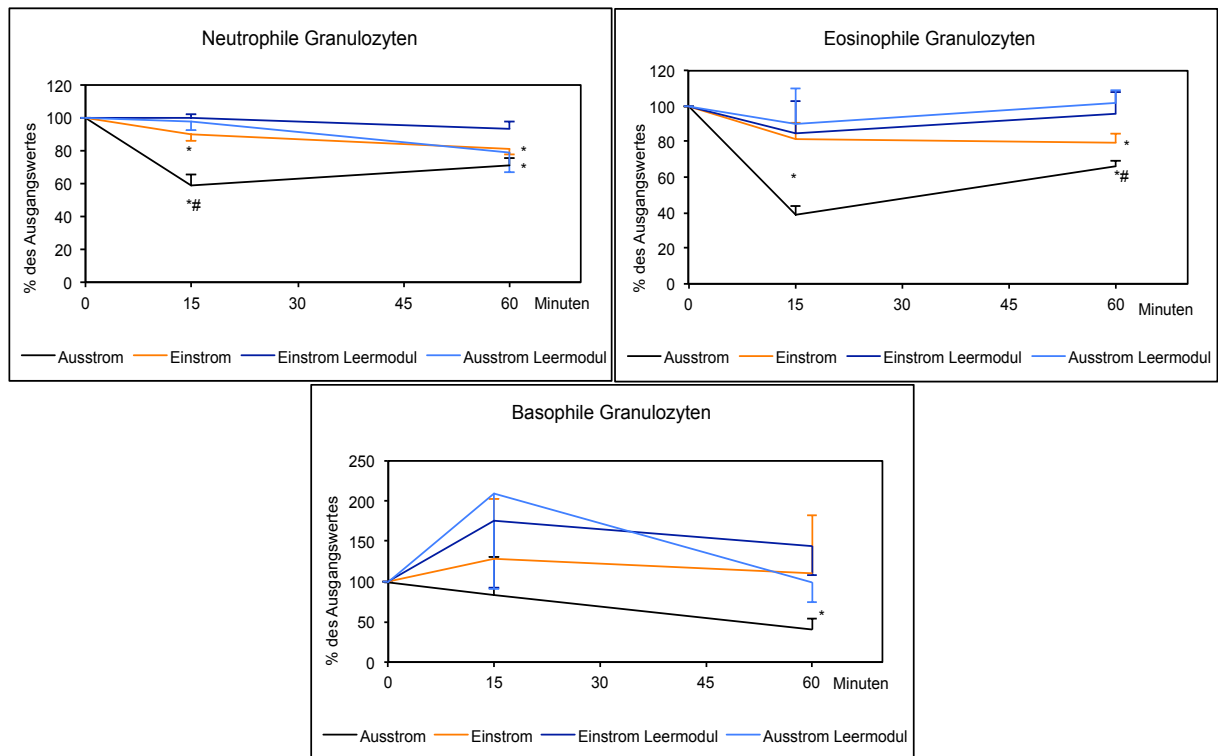 Neutrophile Granulozyten
% des Ausgangswertes
120
100
80
60
40
20
0
*
*#
*
*
0 15 30 45 60 Minuten
Ausstrom Einstrom Einstrom Leermodul Ausstrom Leermodul
Eosinophile Granulozyten
% des Ausgangswertes
120
100
80
60
40
20
0
*
*
*#
0 15 30 45 60 Minuten
Ausstrom Einstrom Einstrom Leermodul Ausstrom Leermodul
Basophile Granulozyten
% des Ausgangswertes
250
200
150
100
50
0
*
0 15 30 45 60 Minuten
Ausstrom Einstrom Einstrom Leermodul Ausstrom Leermodul